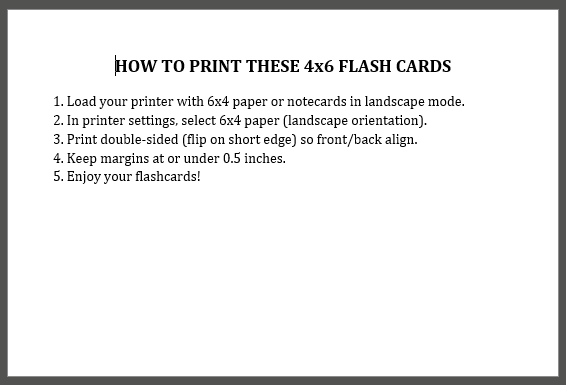 HOW TO PRINT THESE 4x6 FLASH CARDS
1. Load your printer with 6x4 paper or notecards in landscape mode.
2. In printer settings, select 6x4 paper (landscape orientation).
3. Print double-sided (flip on short edge) so front/back align.
4. Keep margins at or under 0.5 inches.
5. Enjoy your flashcards!